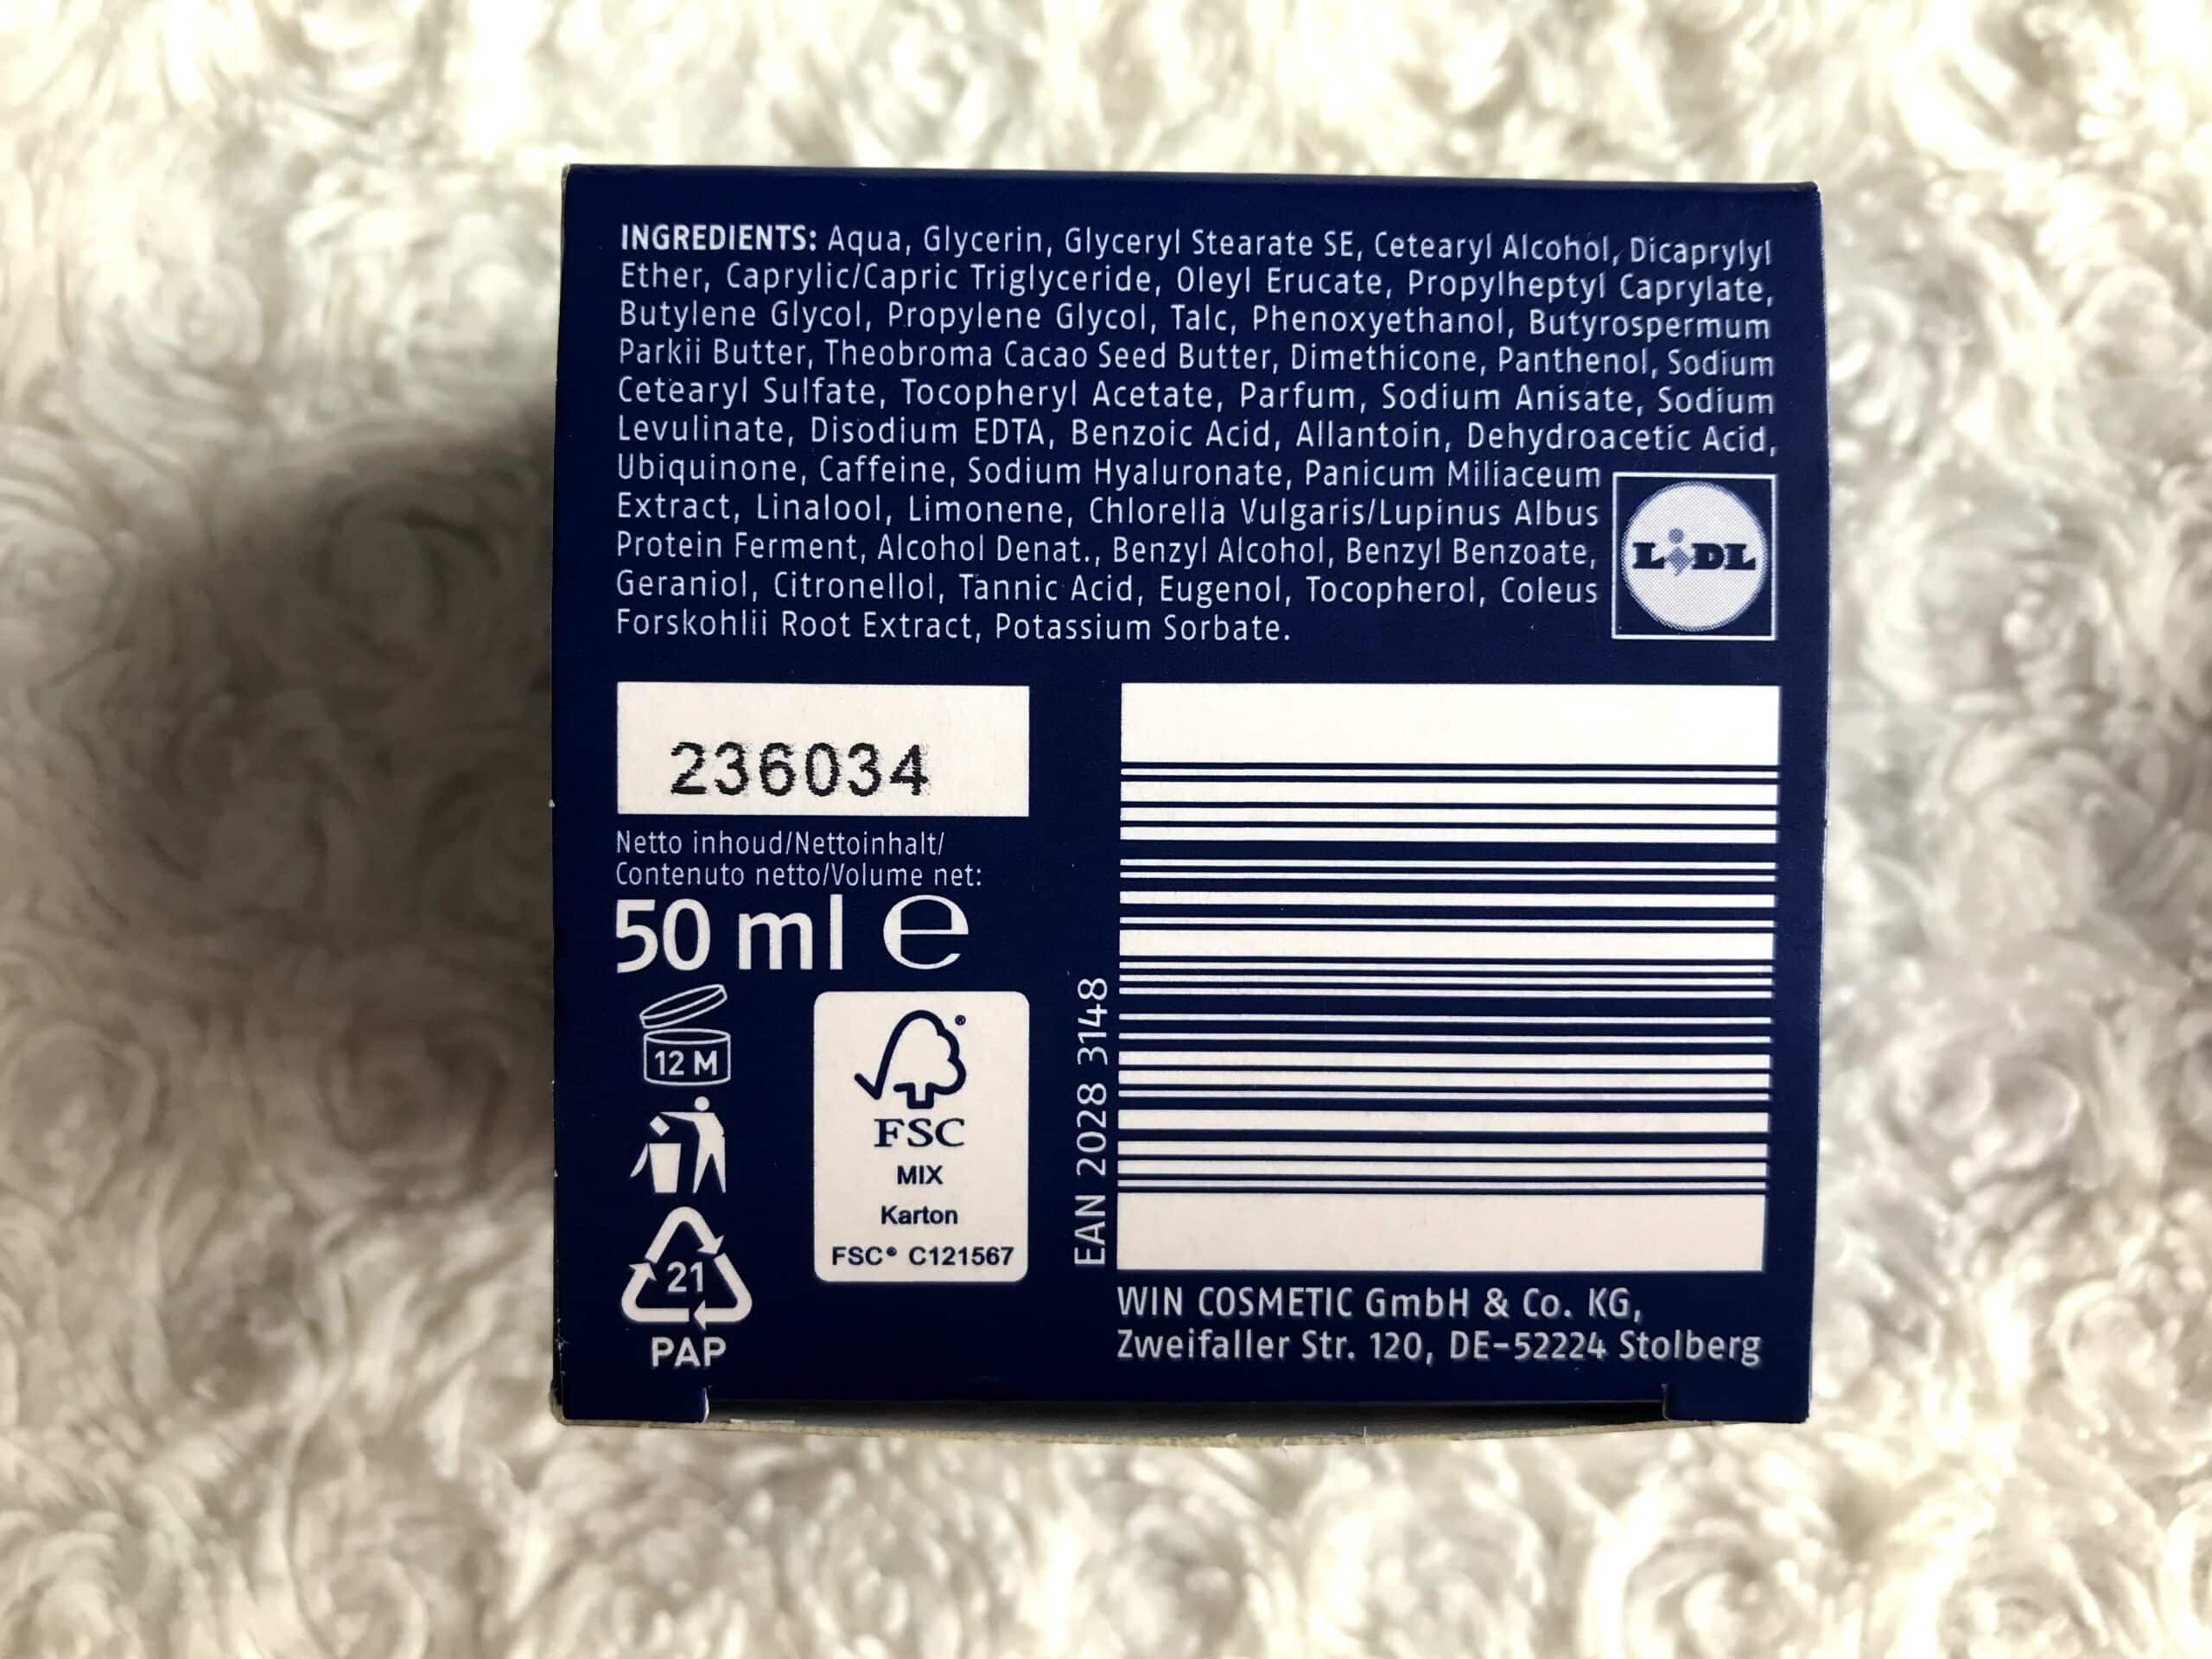 INGREDIENTS: Aqua, Glycerin, Glyceryl Stearate SE, Cetearyl Alcohol, Dicaprylyl
Ether, Caprylic/Capric Triglyceride, Oleyl Erucate, Propylheptyl Caprylate,
Butylene Glycol, Propylene Glycol, Talc, Phenoxyethanol, Butyrospermum
Parkii Butter, Theobroma Cacao Seed Butter, Dimethicone, Panthenol, Sodium
Cetearyl Sulfate, Tocopheryl Acetate, Parfum, Sodium Anisate, Sodium
Levulinate, Disodium EDTA, Benzoic Acid, Allantoin, Dehydroacetic Acid,
Ubiquinone, Caffeine, Sodium Hyaluronate, Panicum Miliaceum
Extract, Linalool, Limonene, Chlorella Vulgaris/Lupinus Albus
Protein Ferment, Alcohol Denat., Benzyl Alcohol, Benzyl Benzoate,
Geraniol, Citronellol, Tannic Acid, Eugenol, Tocopherol, Coleus
Forskohlii Root Extract, Potassium Sorbate.
LiDL
236034
Netto inhoud/Nettoinhalt/
Contenuto netto/Volume net:
50 ml e
12 M
21
PAP
FSC®
MIX
Karton
FSC® C121567
EAN 2028 3148
WIN COSMETIC GmbH & Co. KG,
Zweifaller Str. 120, DE-52224 Stolberg